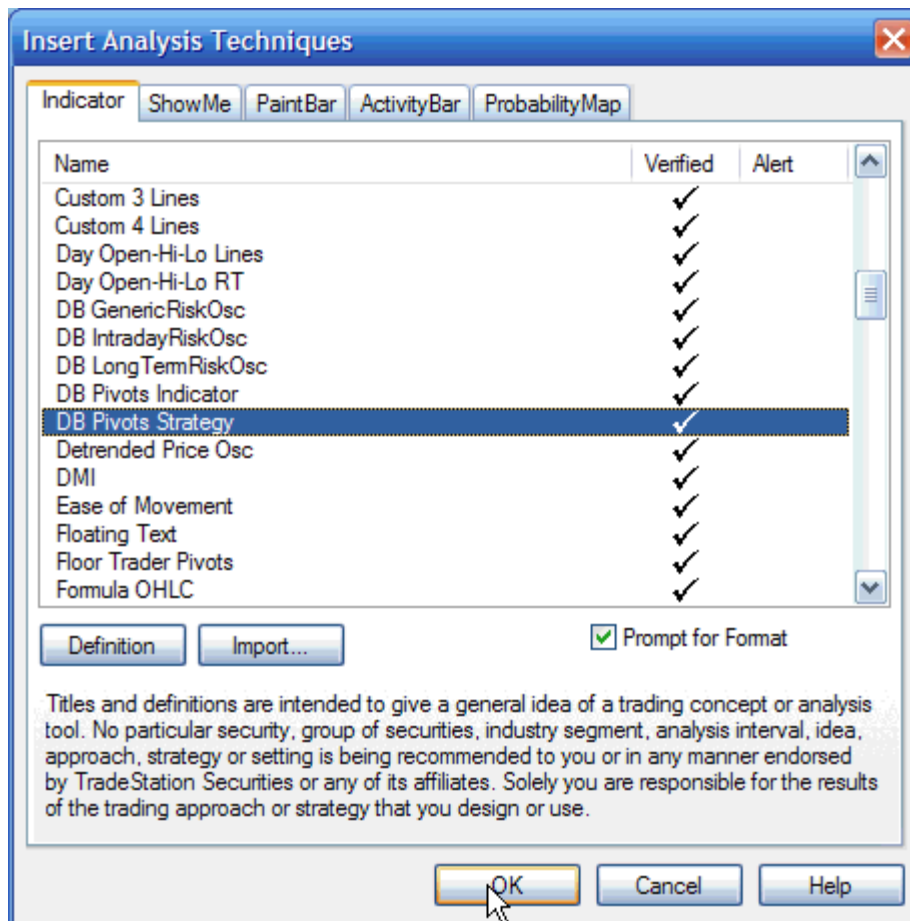 Insert Analysis Techniques
Indicator ShowMe PaintBar ActivityBar ProbabilityMap
Name Verified Alert
Custom 3 Lines
Custom 4 Lines
Day Open-Hi-Lo Lines
Day Open-Hi-Lo RT
DB GenericRiskOsc
DB IntradayRiskOsc
DB LongTermRiskOsc
DB Pivots Indicator
DB Pivots Strategy
Detrended Price Osc
DMI
Ease of Movement
Floating Text
Floor Trader Pivots
Formula OHLC
Definition Import... Prompt for Format
Titles and definitions are intended to give a general idea of a trading concept or analysis
tool. No particular security, group of securities, industry segment, analysis interval, idea,
approach, strategy or setting is being recommended to you or in any manner endorsed
by TradeStation Securities or any of its affiliates. Solely you are responsible for the results
of the trading approach or strategy that you design or use.
OK Cancel Help